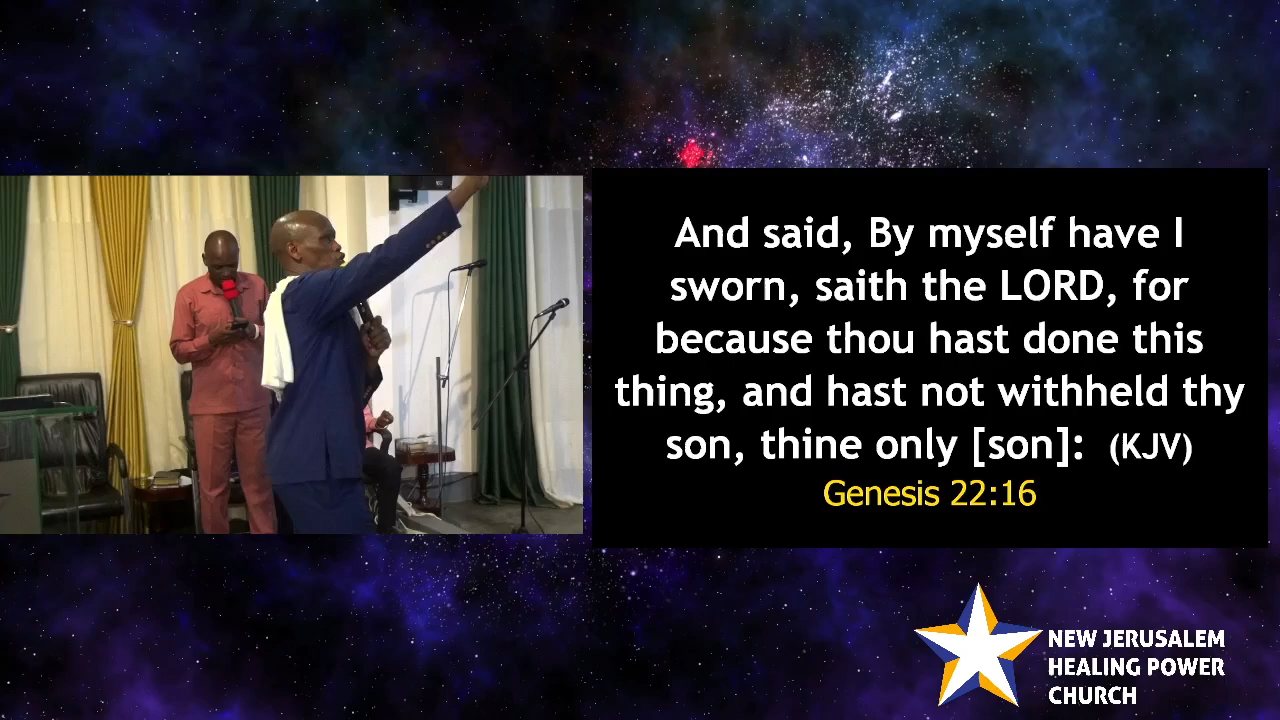 And said, By myself have I
sworn, saith the LORD, for
because thou hast done this
thing, and hast not withheld thy
son, thine only [son]: (KJV)
Genesis 22:16
NEW JERUSALEM
HEALING POWER
CHURCH